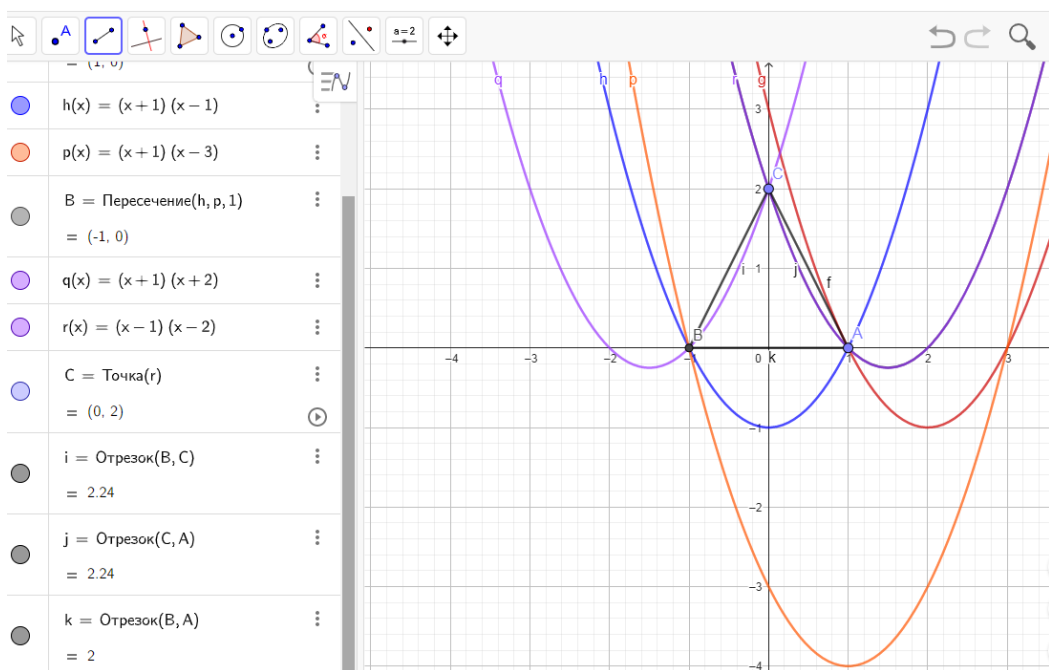 A
a=2
= (1, 0)
h(x) = (x+1) (x−1)
p(x) = (x+1) (x−3)
B = Пересечение(h, p, 1)
= (-1, 0)
q(x) = (x+1) (x+2)
r(x) = (x−1) (x−2)
C = Точка(r)
= (0, 2)
i = Отрезок(B, C)
= 2.24
j = Отрезок(C, A)
= 2.24
k = Отрезок(B, A)
= 2
q h p r g
3
C
2
1
i j f
B A
−4 −3 −2 −1 0 k 1 2 3
−1
−2
−3
−4